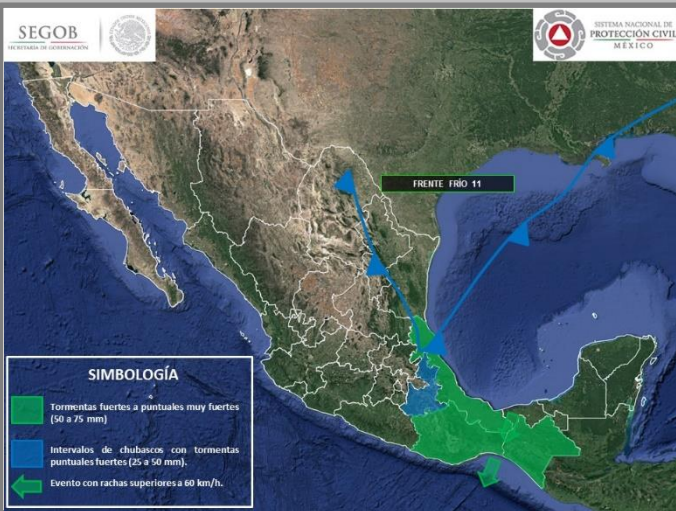 SEGOB
SECRETARÍA DE GOBERNACIÓN
SISTEMA NACIONAL DE
PROTECCIÓN CIVIL
MÉXICO
FRENTE FRÍO 11
SIMBOLOGÍA
Tormentas fuertes a puntuales muy fuertes
(50 a 75 mm)
Intervalos de chubascos con tormentas
puntuales fuertes (25 a 50 mm).
Evento con rachas superiores a 60 km/h.